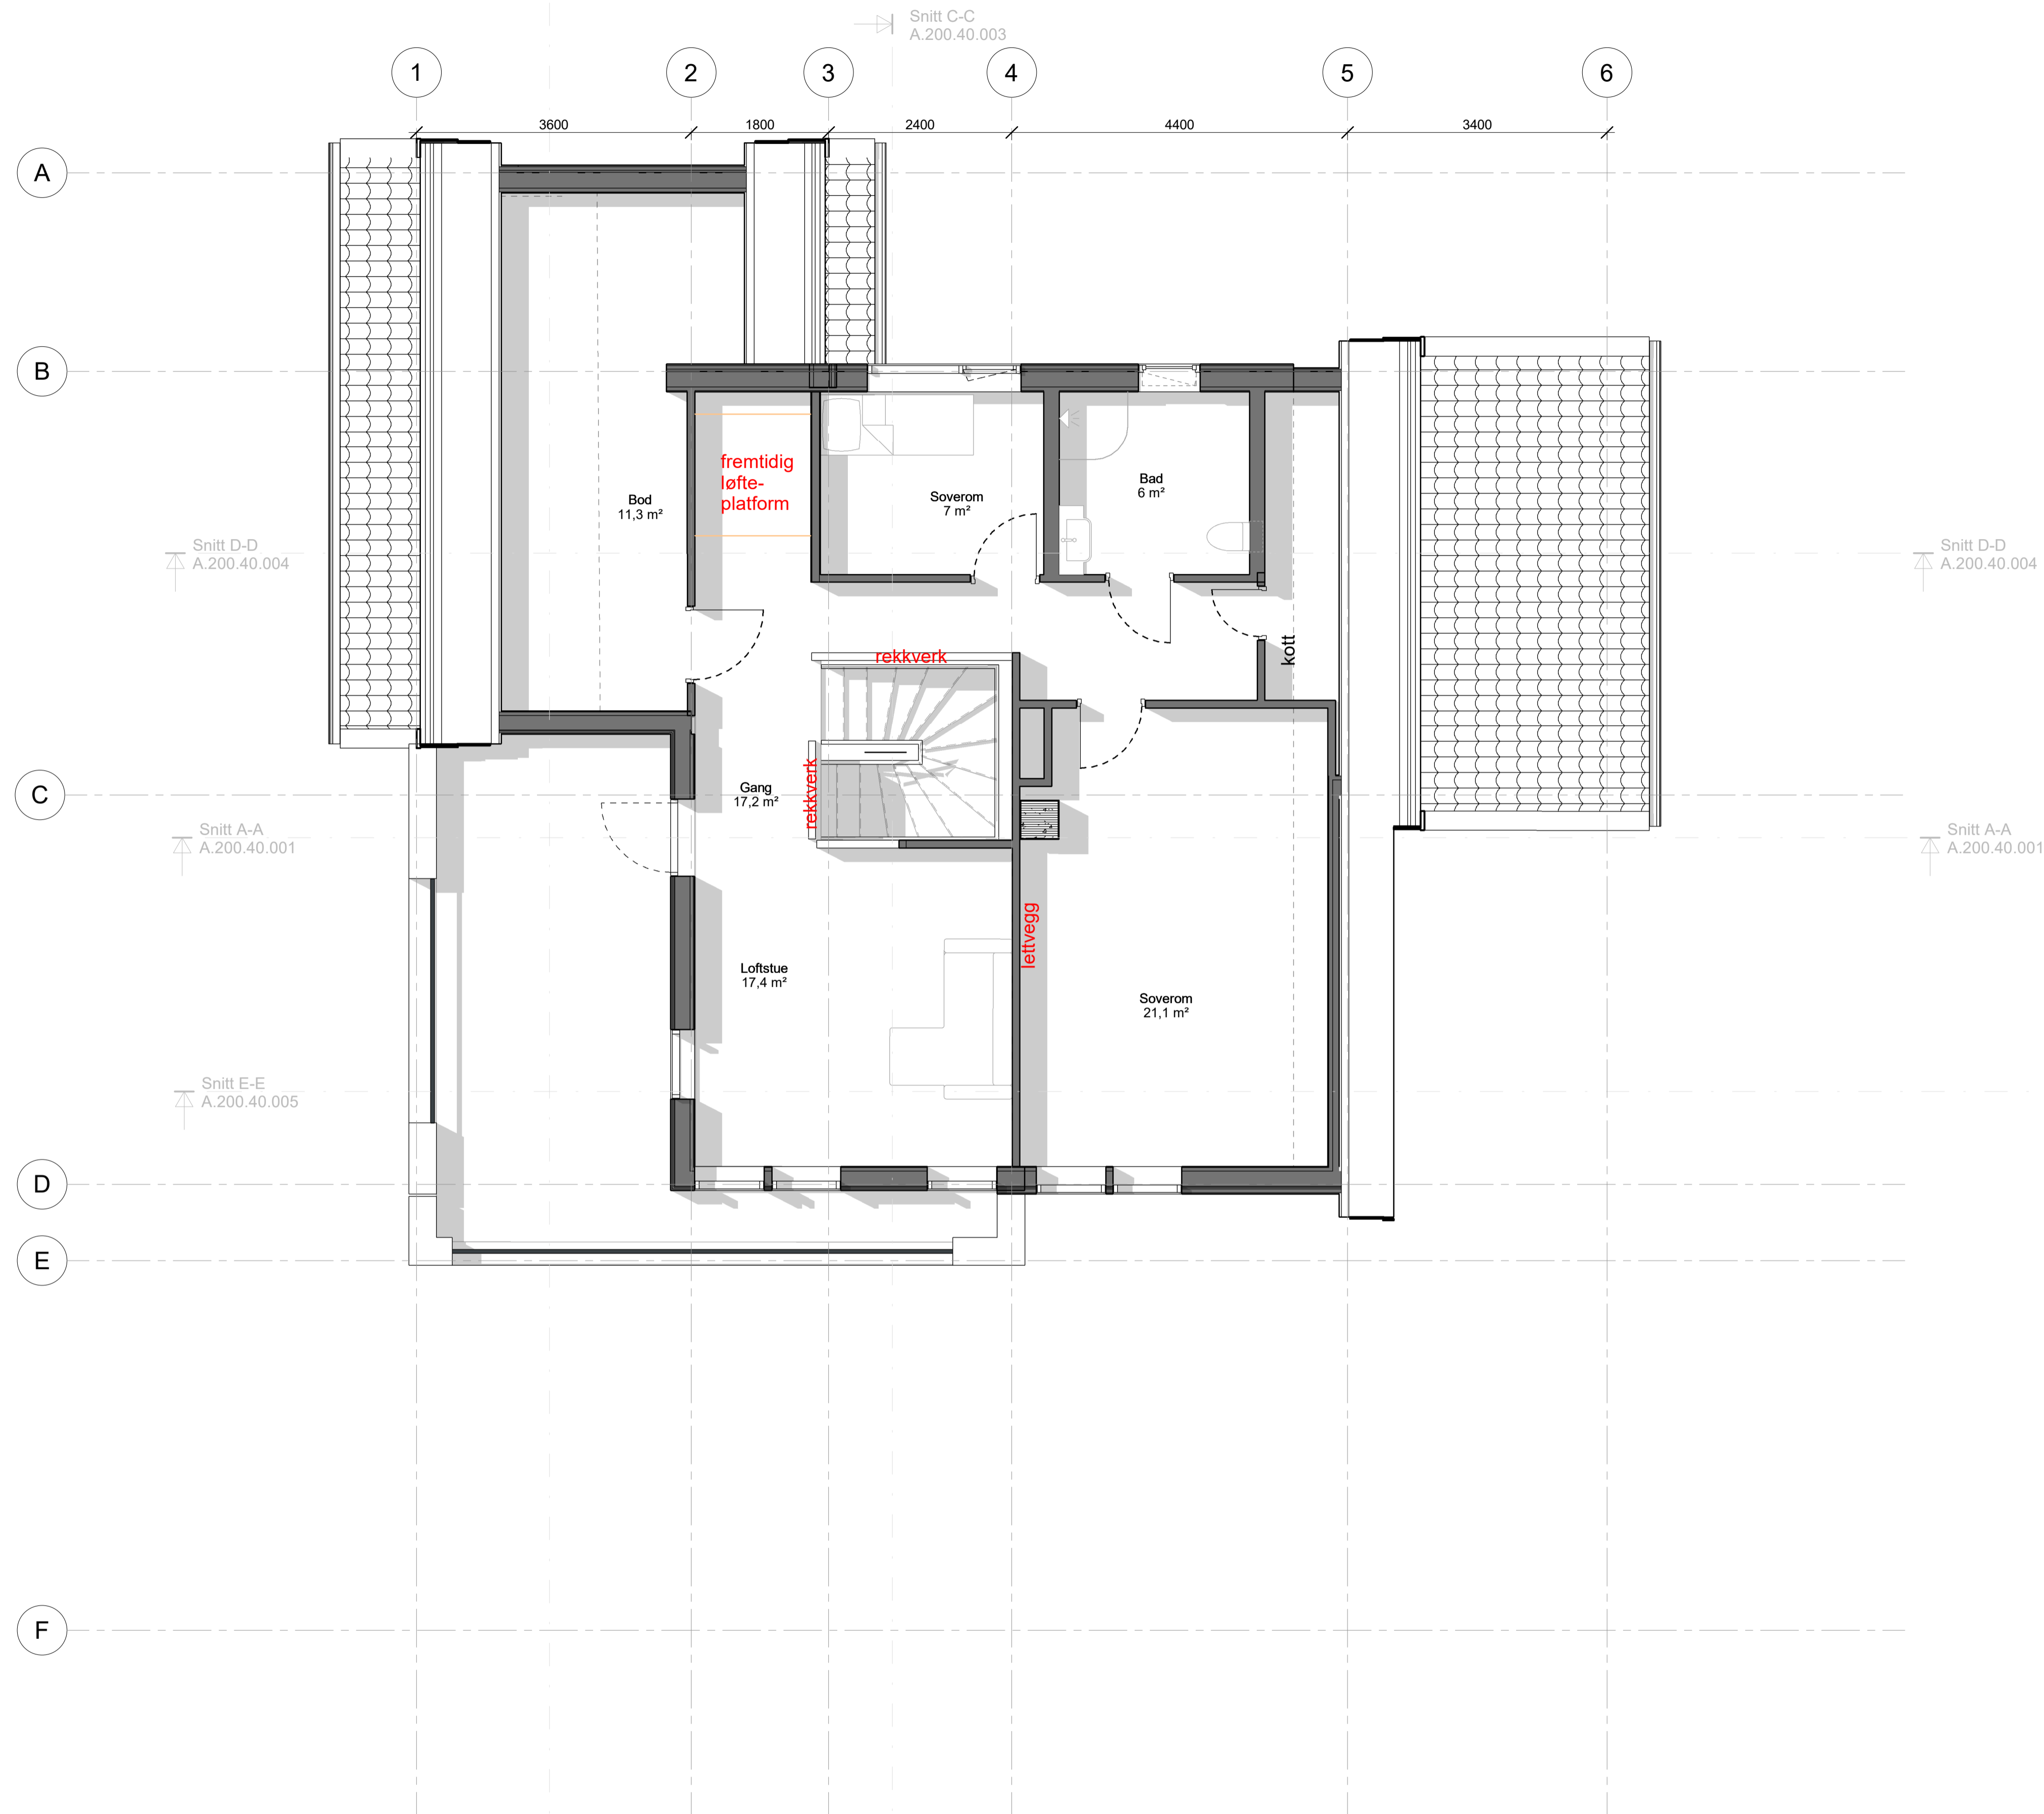 Snitt C-C
A.200.40.003
1
2
3
4
5
6
3600
1800
2400
4400
3400
A
B
fremtidig
løfte-
platform
Bad
6 m²
Bod
11,3 m²
Soverom
7 m²
Snitt D-D
A.200.40.004
Snitt D-D
A.200.40.004
kott
rekkverk
rekkverk
C
Gang
17,2 m²
Snitt A-A
A.200.40.001
Snitt A-A
A.200.40.001
lettvegg
Loftstue
17,4 m²
Soverom
21,1 m²
Snitt E-E
A.200.40.005
D
E
F